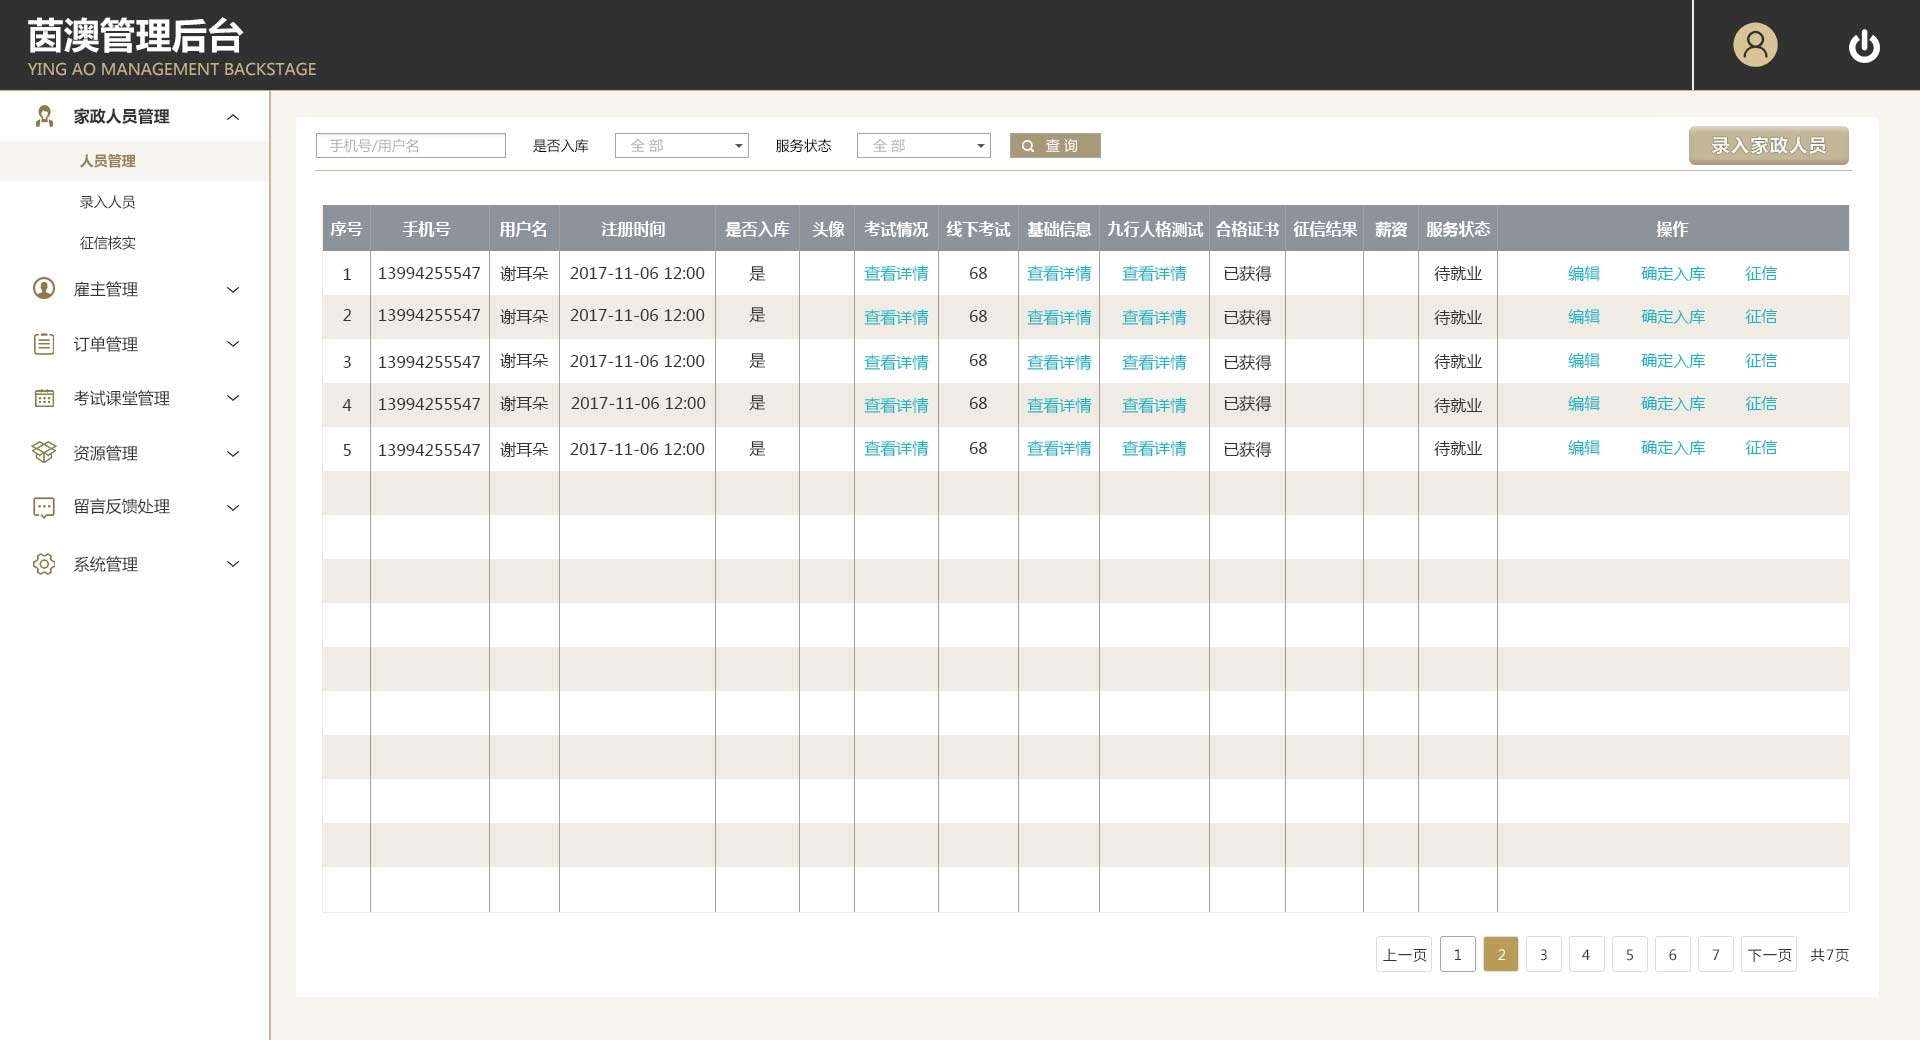 茵澳管理后台
YING AO MANAGEMENT BACKSTAGE
家政人员管理
人员管理
录入人员
征信核实
雇主管理
订单管理
考试课堂管理
资源管理
留言反馈处理
系统管理
手机号/用户名 是否入库 全 部 服务状态 全 部 查 询 录入家政人员
序号 手机号 用户名 注册时间 是否入库 头像 考试情况 线下考试 基础信息 九行人格测试 合格证书 征信结果 薪资 服务状态 操作
1 13994255547 谢耳朵 2017-11-06 12:00 是 查看详情 68 查看详情 查看详情 已获得 待就业 编辑 确定入库 征信
2 13994255547 谢耳朵 2017-11-06 12:00 是 查看详情 68 查看详情 查看详情 已获得 待就业 编辑 确定入库 征信
3 13994255547 谢耳朵 2017-11-06 12:00 是 查看详情 68 查看详情 查看详情 已获得 待就业 编辑 确定入库 征信
4 13994255547 谢耳朵 2017-11-06 12:00 是 查看详情 68 查看详情 查看详情 已获得 待就业 编辑 确定入库 征信
5 13994255547 谢耳朵 2017-11-06 12:00 是 查看详情 68 查看详情 查看详情 已获得 待就业 编辑 确定入库 征信
上一页 1 2 3 4 5 6 7 下一页 共7页